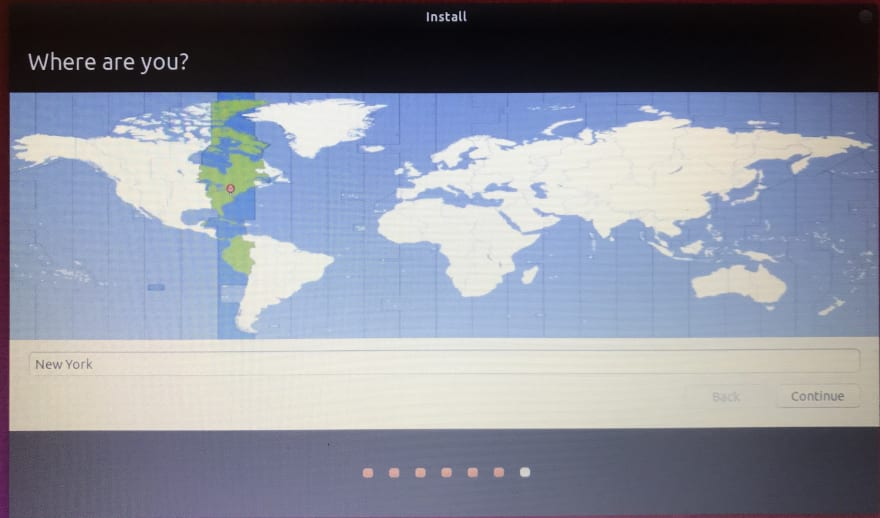 Install
Where are you?
New York
Back
Continue